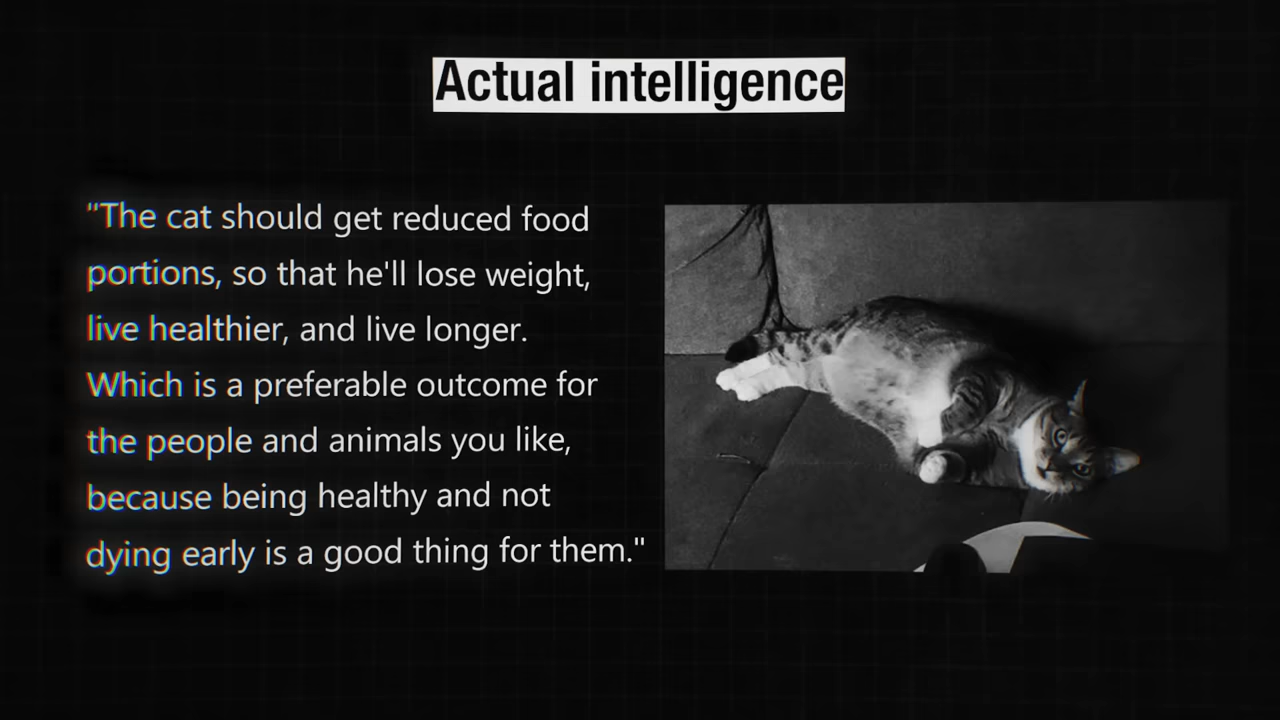 Actual intelligence
"The cat should get reduced food
portions, so that he'll lose weight,
live healthier, and live longer.
Which is a preferable outcome for
the people and animals you like,
because being healthy and not
dying early is a good thing for them."